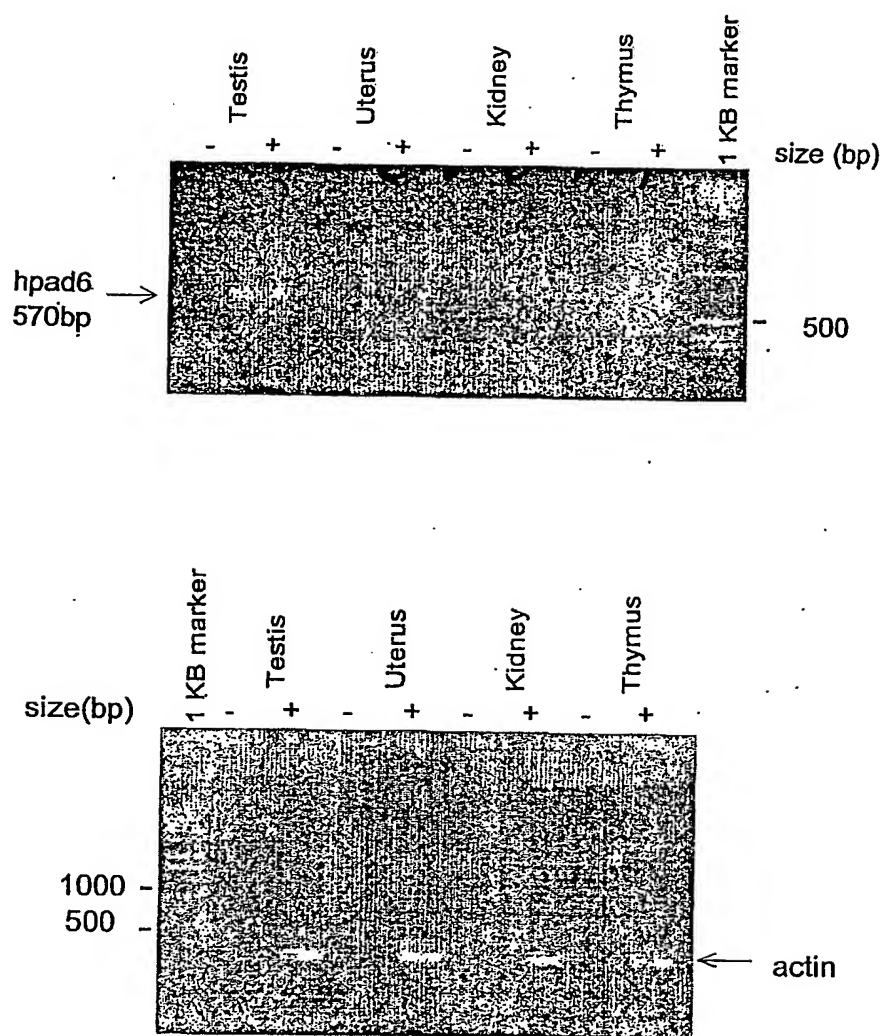 Testis Uterus Kidney Thymus 1 KB marker
- + - + - + - + size (bp)
hpad6
570bp
- 500
1 KB marker Testis Uterus Kidney Thymus
size(bp) - + - + - + - +
1000 -
500 -
actin